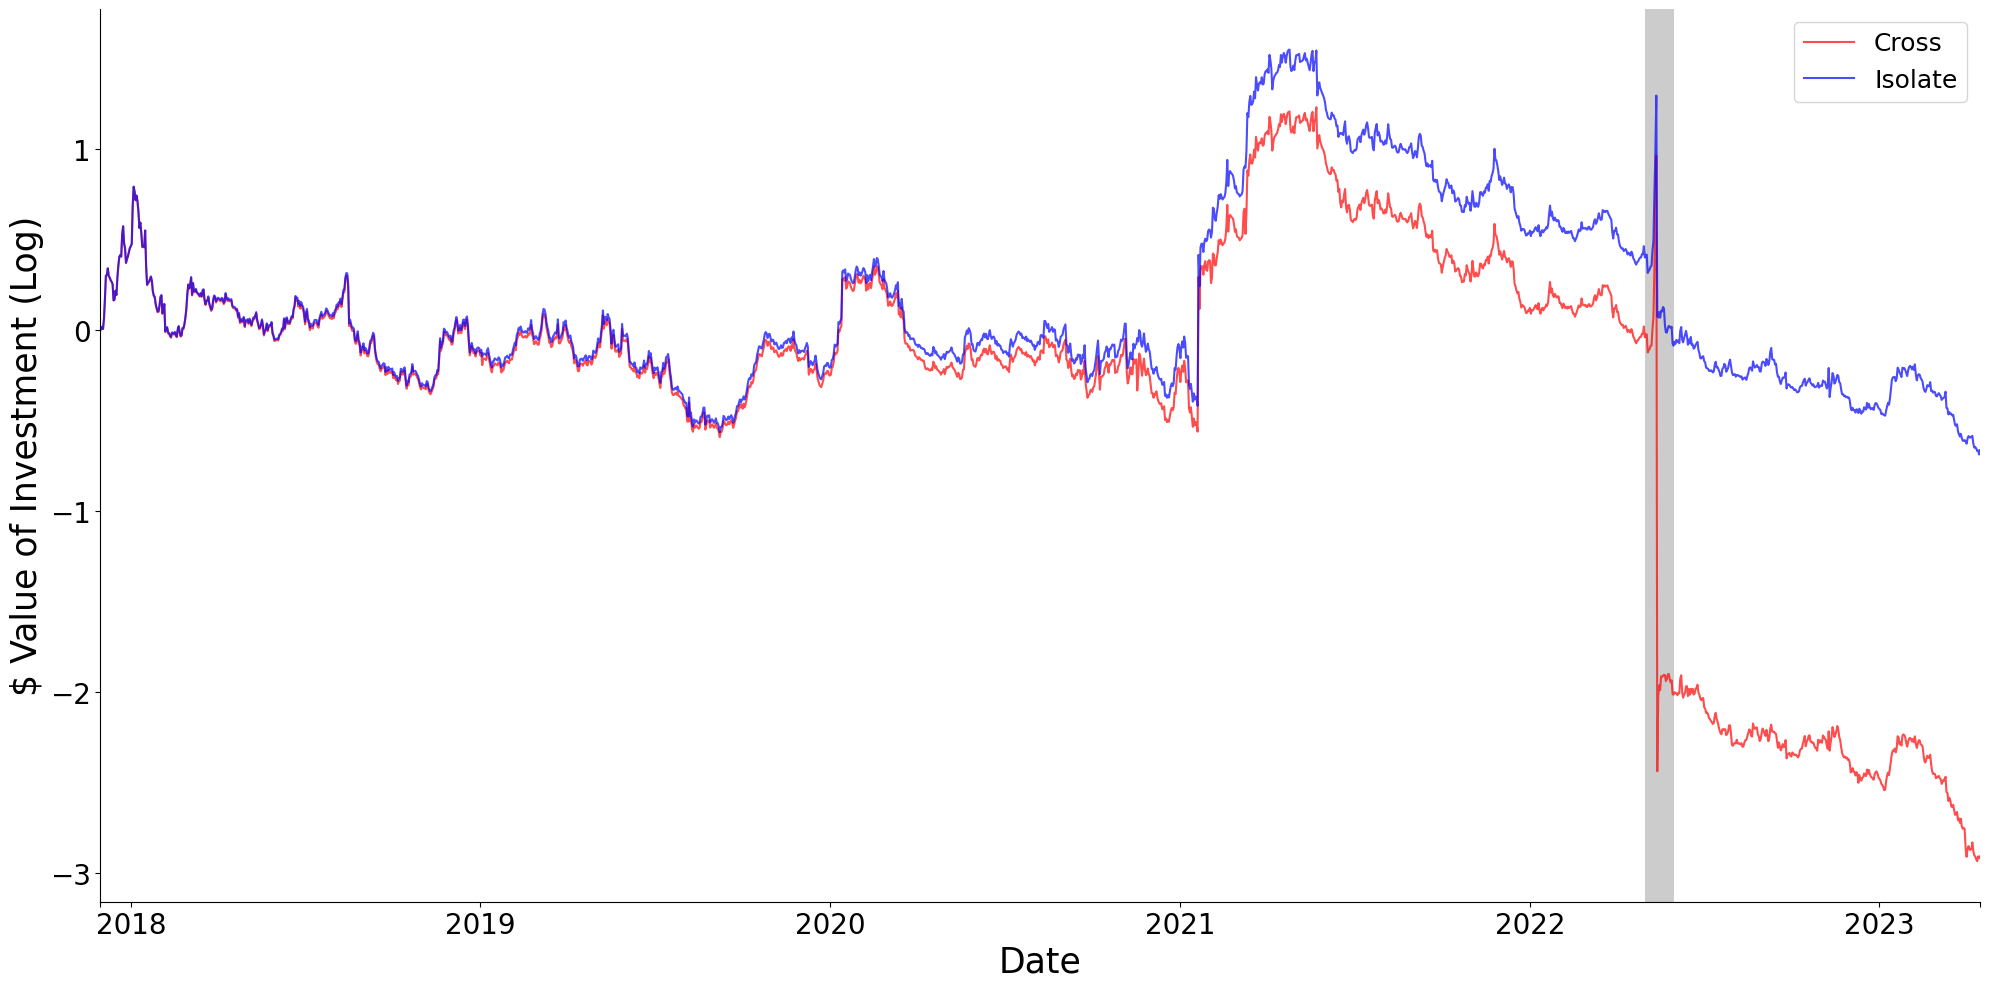 Cross
Isolate
$ Value of Investment (Log)
1
0
−1
−2
−3
2018 2019 2020 2021 2022 2023
Date